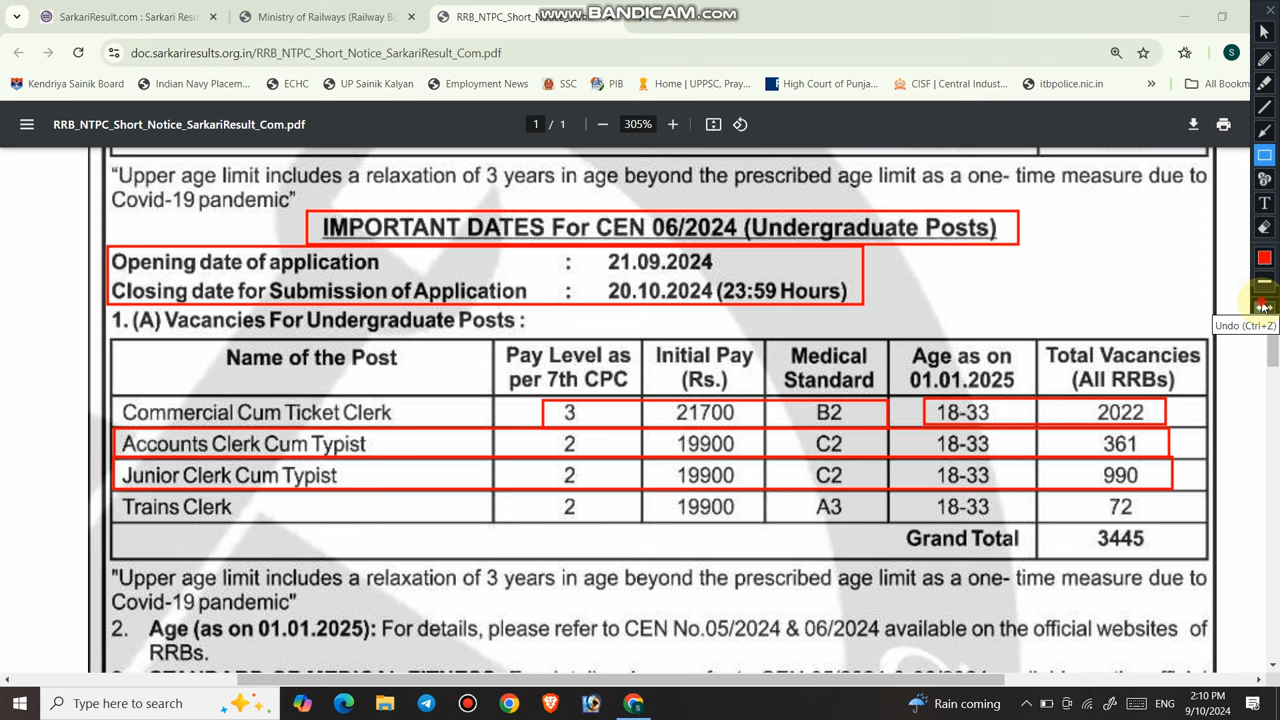 www.BANDICAM.com
SarkariResult.com : Sarkari Resu
Ministry of Railways (Railway Bo
RRB_NTPC_Short_Notic
doc.sarkariresults.org.in/RRB_NTPC_Short_Notice_SarkariResult_Com.pdf
S
Kendriya Sainik Board Indian Navy Placem... ECHC UP Sainik Kalyan Employment News SSC PIB Home | UPPSC, Pray... High Court of Punja... CISF | Central Indust... itbpolice.nic.in » All Bookm
RRB_NTPC_Short_Notice_SarkariResult_Com.pdf 1 / 1 305%
"Upper age limit includes a relaxation of 3 years in age beyond the prescribed age limit as a one- time measure due to
Covid-19 pandemic"
IMPORTANT DATES For CEN 06/2024 (Undergraduate Posts)
Opening date of application : 21.09.2024
Closing date for Submission of Application : 20.10.2024 (23:59 Hours)
1. (A) Vacancies For Undergraduate Posts :
Undo (Ctrl+Z)
Name of the Post Pay Level as per 7th CPC Initial Pay (Rs.) Medical Standard Age as on 01.01.2025 Total Vacancies (All RRBs)
Commercial Cum Ticket Clerk 3 21700 B2 18-33 2022
Accounts Clerk Cum Typist 2 19900 C2 18-33 361
Junior Clerk Cum Typist 2 19900 C2 18-33 990
Trains Clerk 2 19900 A3 18-33 72
Grand Total 3445
"Upper age limit includes a relaxation of 3 years in age beyond the prescribed age limit as a one- time measure due to
Covid-19 pandemic"
2. Age (as on 01.01.2025): For details, please refer to CEN No.05/2024 & 06/2024 available on the official websites of
RRBs.
Type here to search
Rain coming
ENG
2:10 PM
9/10/2024